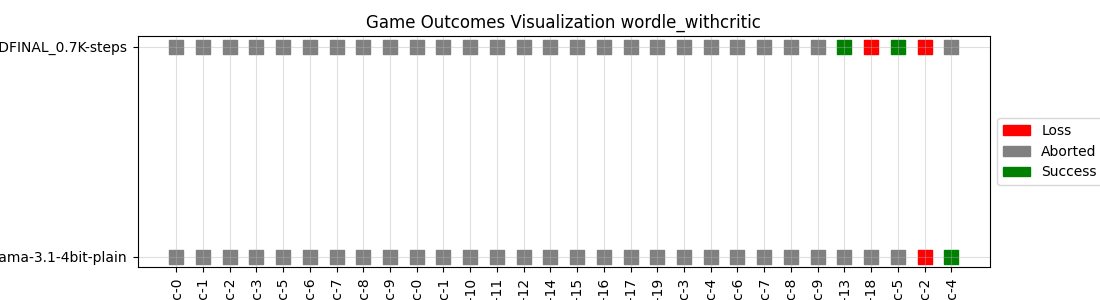 Game Outcomes Visualization wordle_withcritic
DFINAL_0.7K-steps
Loss
Aborted
Success
ama-3.1-4bit-plain
c-0
c-1
c-2
c-3
c-5
c-6
c-7
c-8
c-9
c-0
c-1
-10
-11
-12
-14
-15
-16
-17
-19
c-3
c-4
c-6
c-7
c-8
c-9
-13
-18
c-5
c-2
c-4